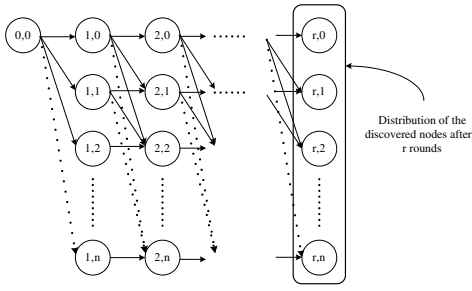 0,0 1,0 2,0 r,0
1,1 2,1 r,1
1,2 2,2 r,2
1,n 2,n r,n
Distribution of the
discovered nodes after
r rounds